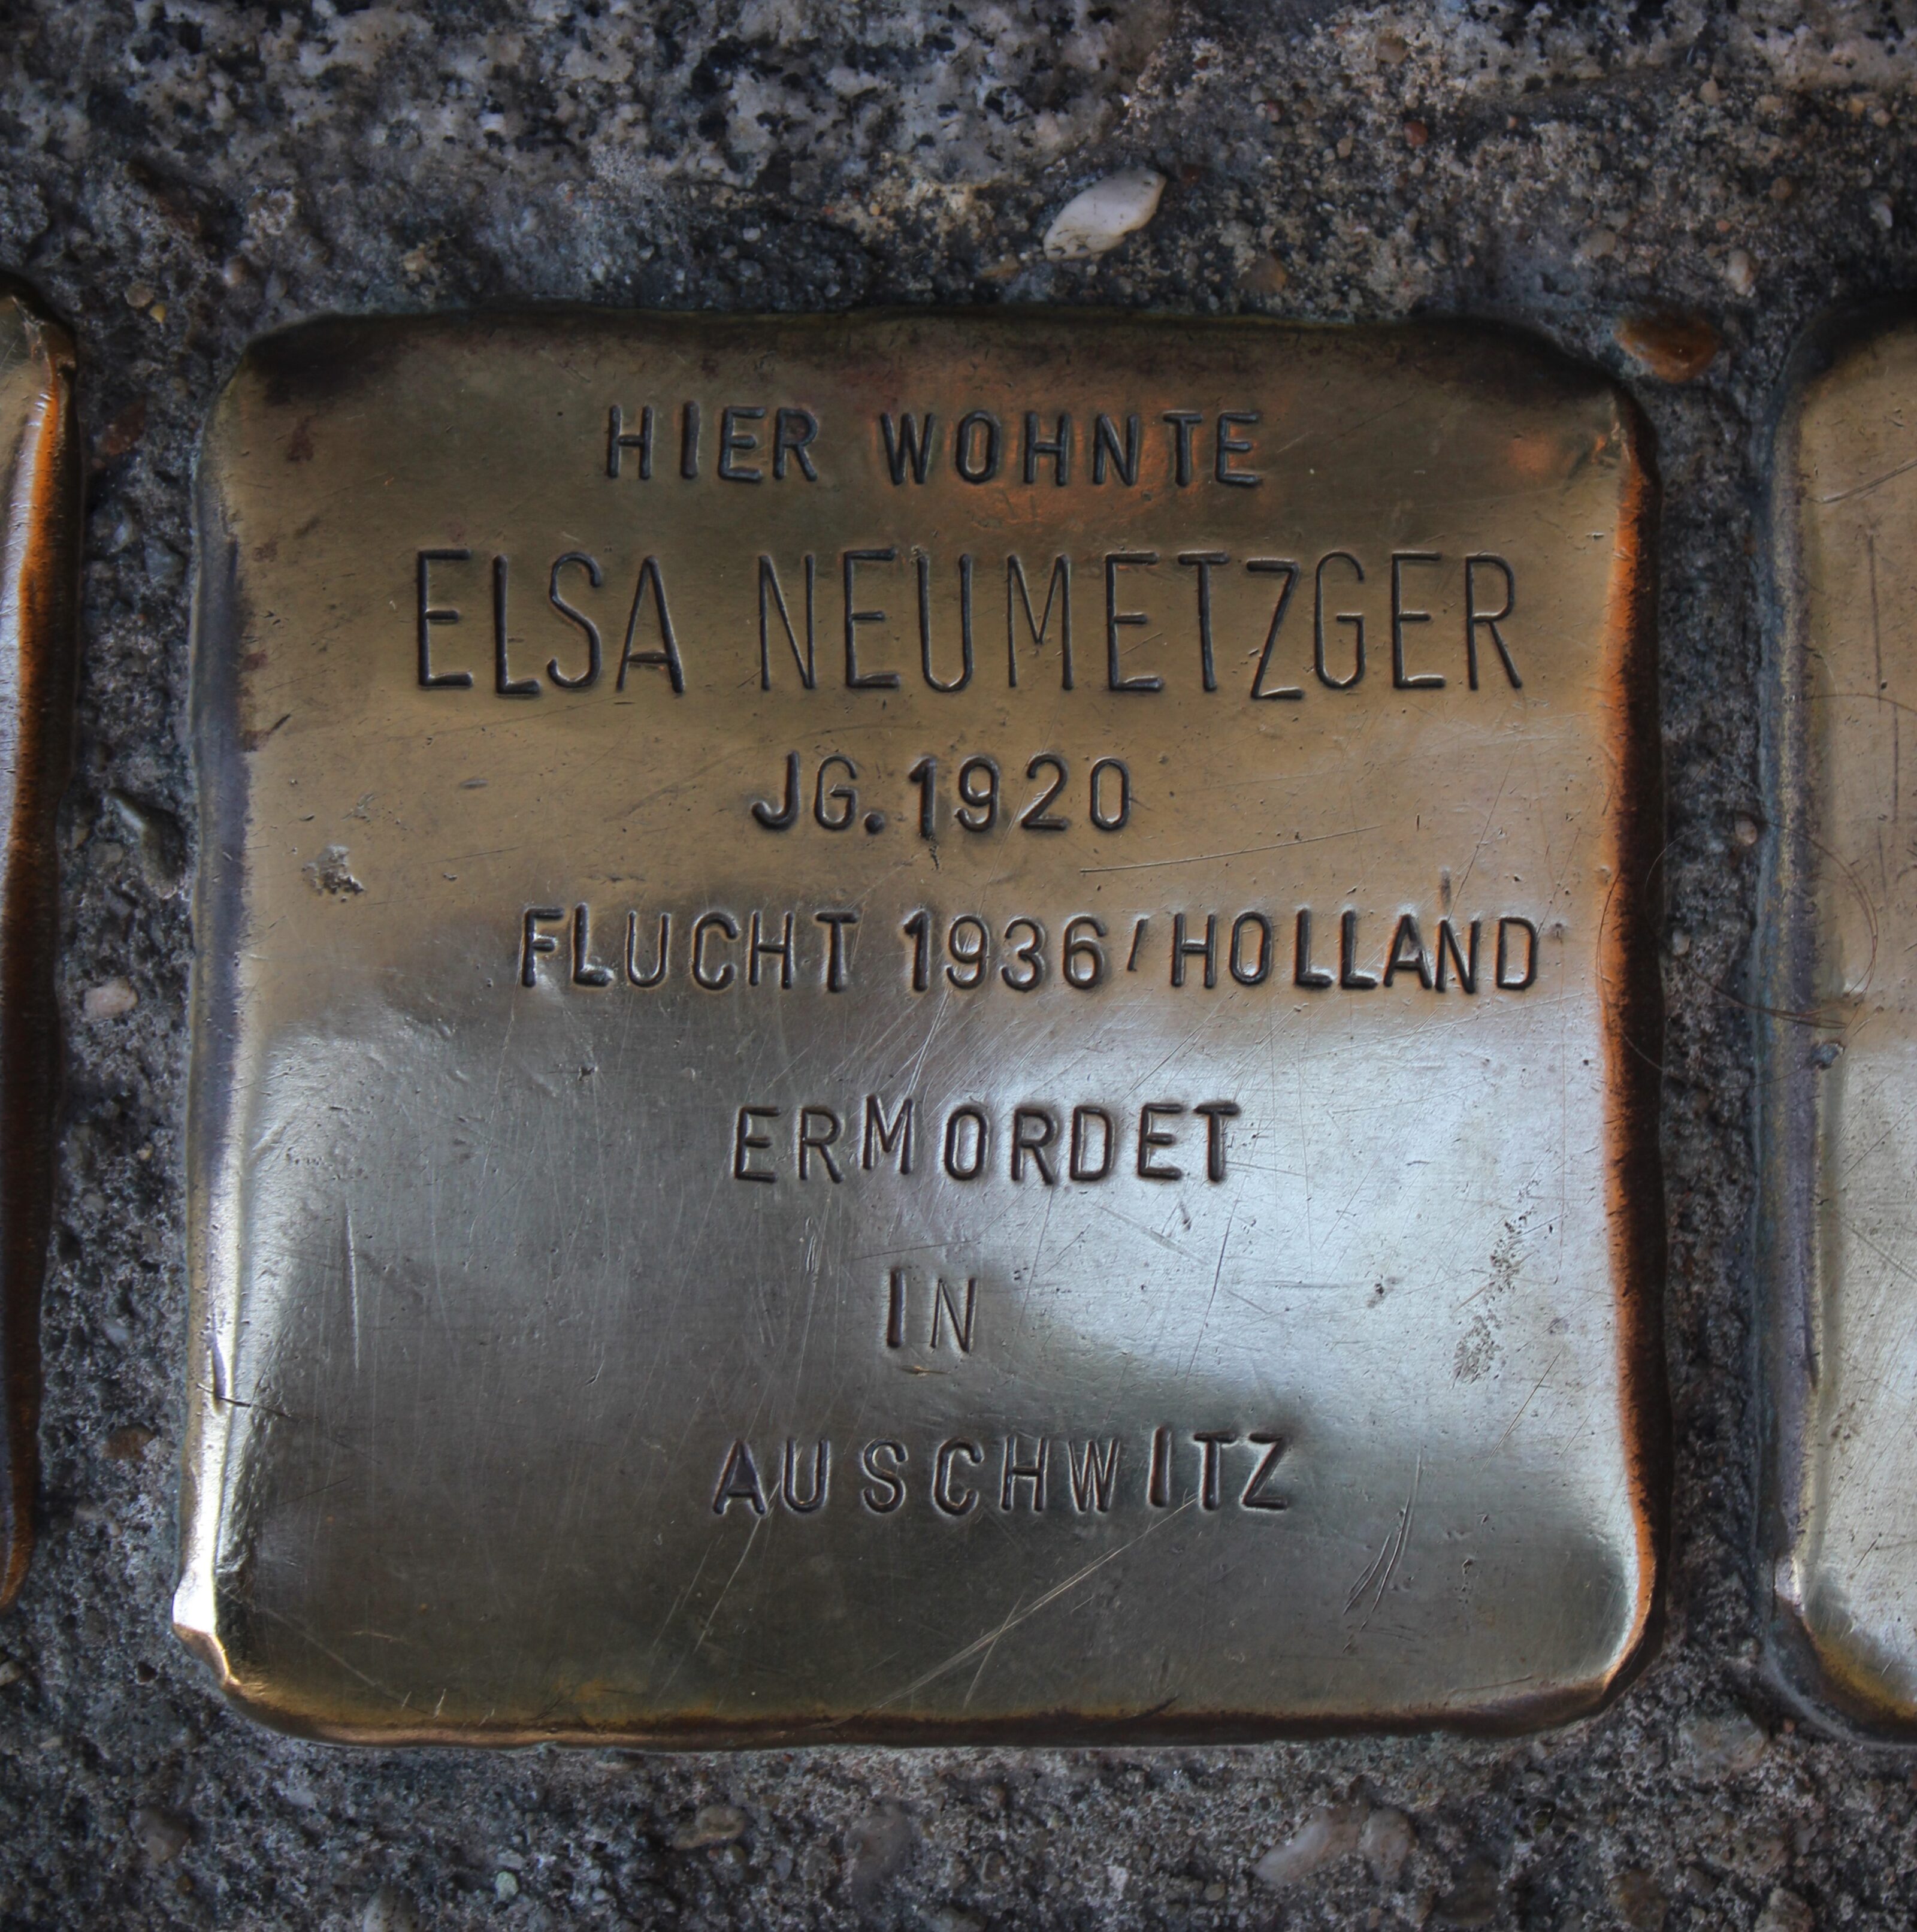 HIER WOHNTE
ELSA NEUMETZGER
JG. 1920
FLUCHT 1936/HOLLAND
ERMORDET
IN
AUSCHWITZ